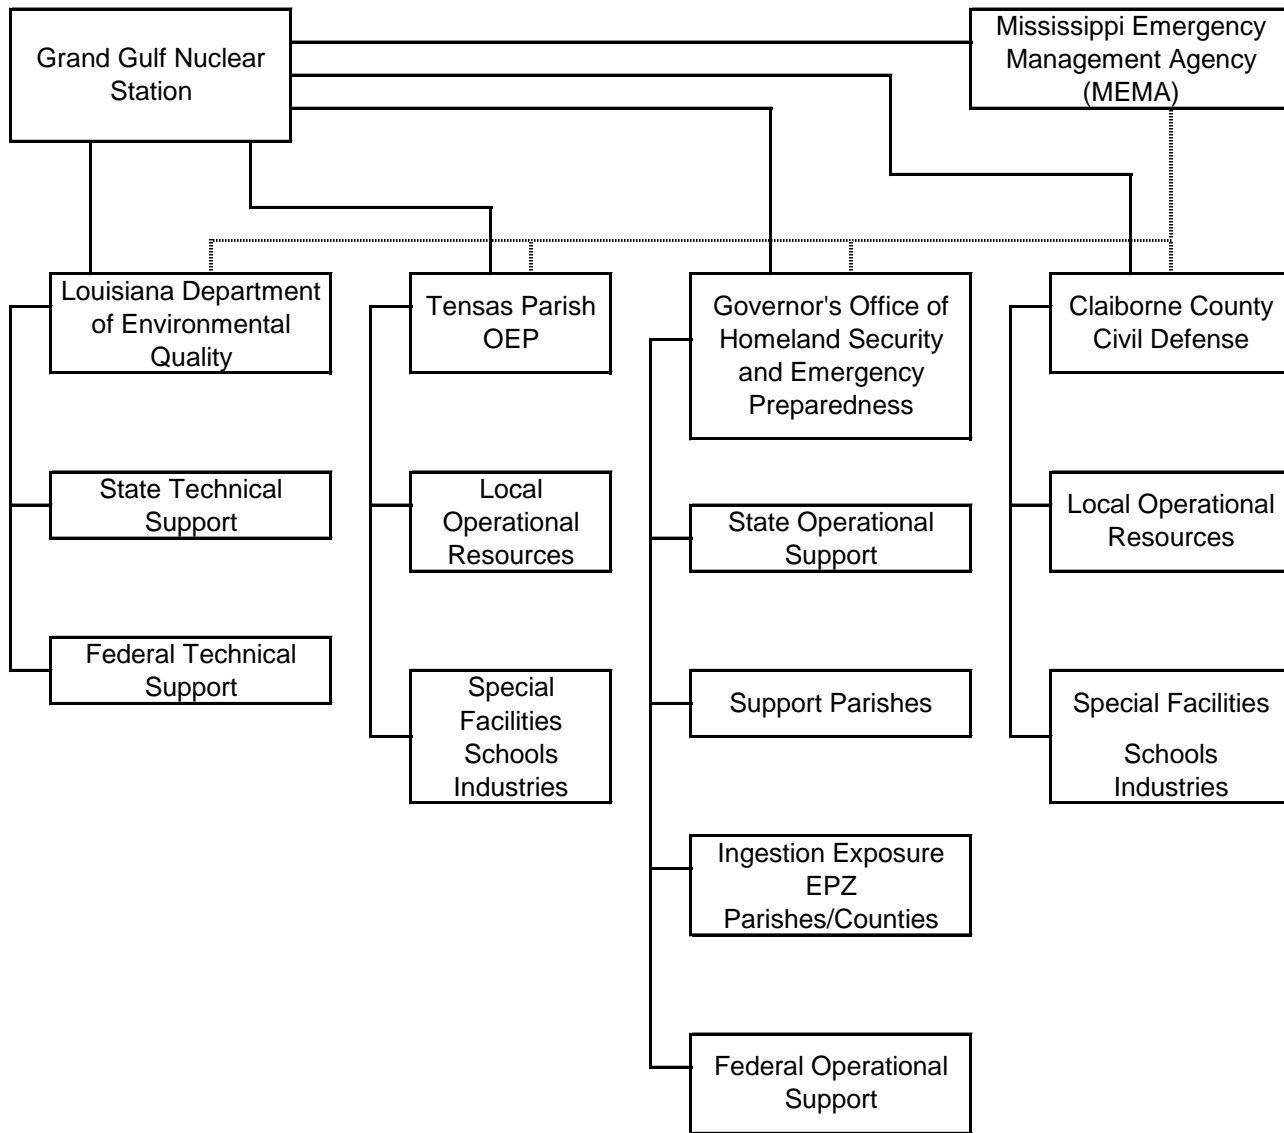 Grand Gulf Nuclear
Station
Mississippi Emergency
Management Agency
(MEMA)
Louisiana Department
of Environmental
Quality
Tensas Parish
OEP
Governor's Office of
Homeland Security
and Emergency
Preparedness
Claiborne County
Civil Defense
State Technical
Support
Local
Operational
Resources
State Operational
Support
Local Operational
Resources
Federal Technical
Support
Special
Facilities
Schools
Industries
Support Parishes
Special Facilities
Schools
Industries
Ingestion Exposure
EPZ
Parishes/Counties
Federal Operational
Support